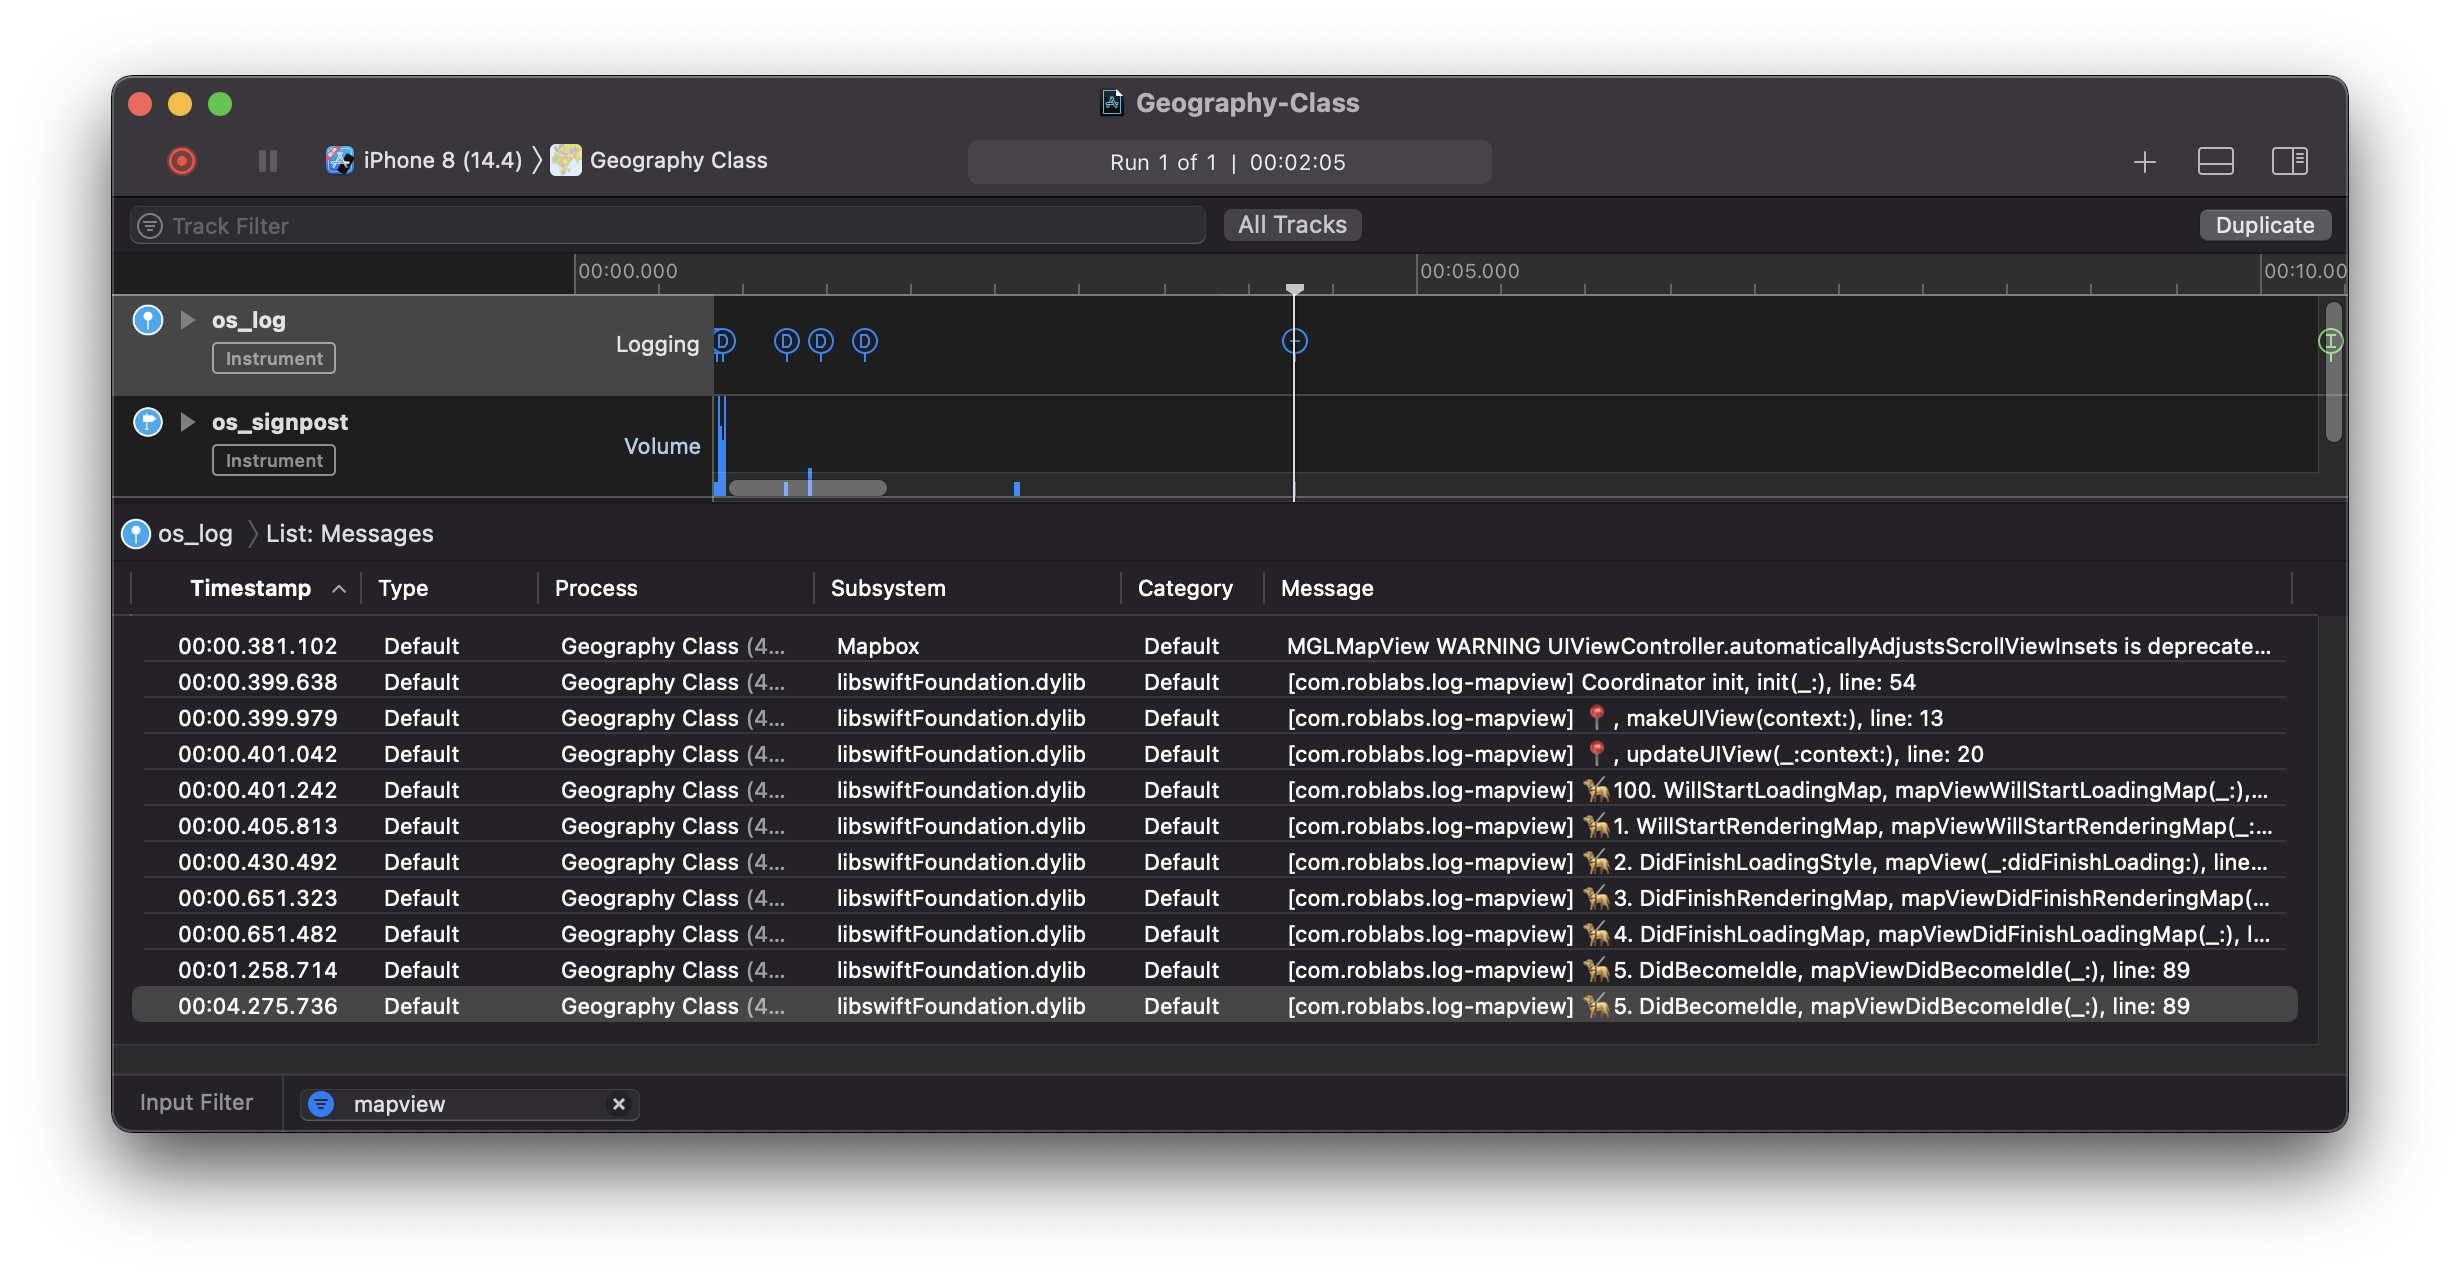 Geography-Class
iPhone 8 (14.4) 〉 Geography Class
Run 1 of 1 | 00:02:05
Track Filter
All Tracks
Duplicate
00:00.000
00:05.000
00:10.00
os_log
Instrument
Logging
D D D D
I
os_signpost
Instrument
Volume
os_log 〉 List: Messages
Timestamp Type Process Subsystem Category Message
00:00.381.102 Default Geography Class (4... Mapbox Default MGLMapView WARNING UIViewController.automaticallyAdjustsScrollViewInsets is deprecate...
00:00.399.638 Default Geography Class (4... libswiftFoundation.dylib Default [com.roblabs.log-mapview] Coordinator init, init(_:), line: 54
00:00.399.979 Default Geography Class (4... libswiftFoundation.dylib Default [com.roblabs.log-mapview] 📍 , makeUIView(context:), line: 13
00:00.401.042 Default Geography Class (4... libswiftFoundation.dylib Default [com.roblabs.log-mapview] 📍 , updateUIView(_:context:), line: 20
00:00.401.242 Default Geography Class (4... libswiftFoundation.dylib Default [com.roblabs.log-mapview] 🦮100. WillStartLoadingMap, mapViewWillStartLoadingMap(_:),...
00:00.405.813 Default Geography Class (4... libswiftFoundation.dylib Default [com.roblabs.log-mapview] 🦮1. WillStartRenderingMap, mapViewWillStartRenderingMap(_:...
00:00.430.492 Default Geography Class (4... libswiftFoundation.dylib Default [com.roblabs.log-mapview] 🦮2. DidFinishLoadingStyle, mapView(_:didFinishLoading:), line...
00:00.651.323 Default Geography Class (4... libswiftFoundation.dylib Default [com.roblabs.log-mapview] 🦮3. DidFinishRenderingMap, mapViewDidFinishRenderingMap(...
00:00.651.482 Default Geography Class (4... libswiftFoundation.dylib Default [com.roblabs.log-mapview] 🦮4. DidFinishLoadingMap, mapViewDidFinishLoadingMap(_:), l...
00:01.258.714 Default Geography Class (4... libswiftFoundation.dylib Default [com.roblabs.log-mapview] 🦮5. DidBecomeIdle, mapViewDidBecomeIdle(_:), line: 89
00:04.275.736 Default Geography Class (4... libswiftFoundation.dylib Default [com.roblabs.log-mapview] 🦮5. DidBecomeIdle, mapViewDidBecomeIdle(_:), line: 89
Input Filter
mapview